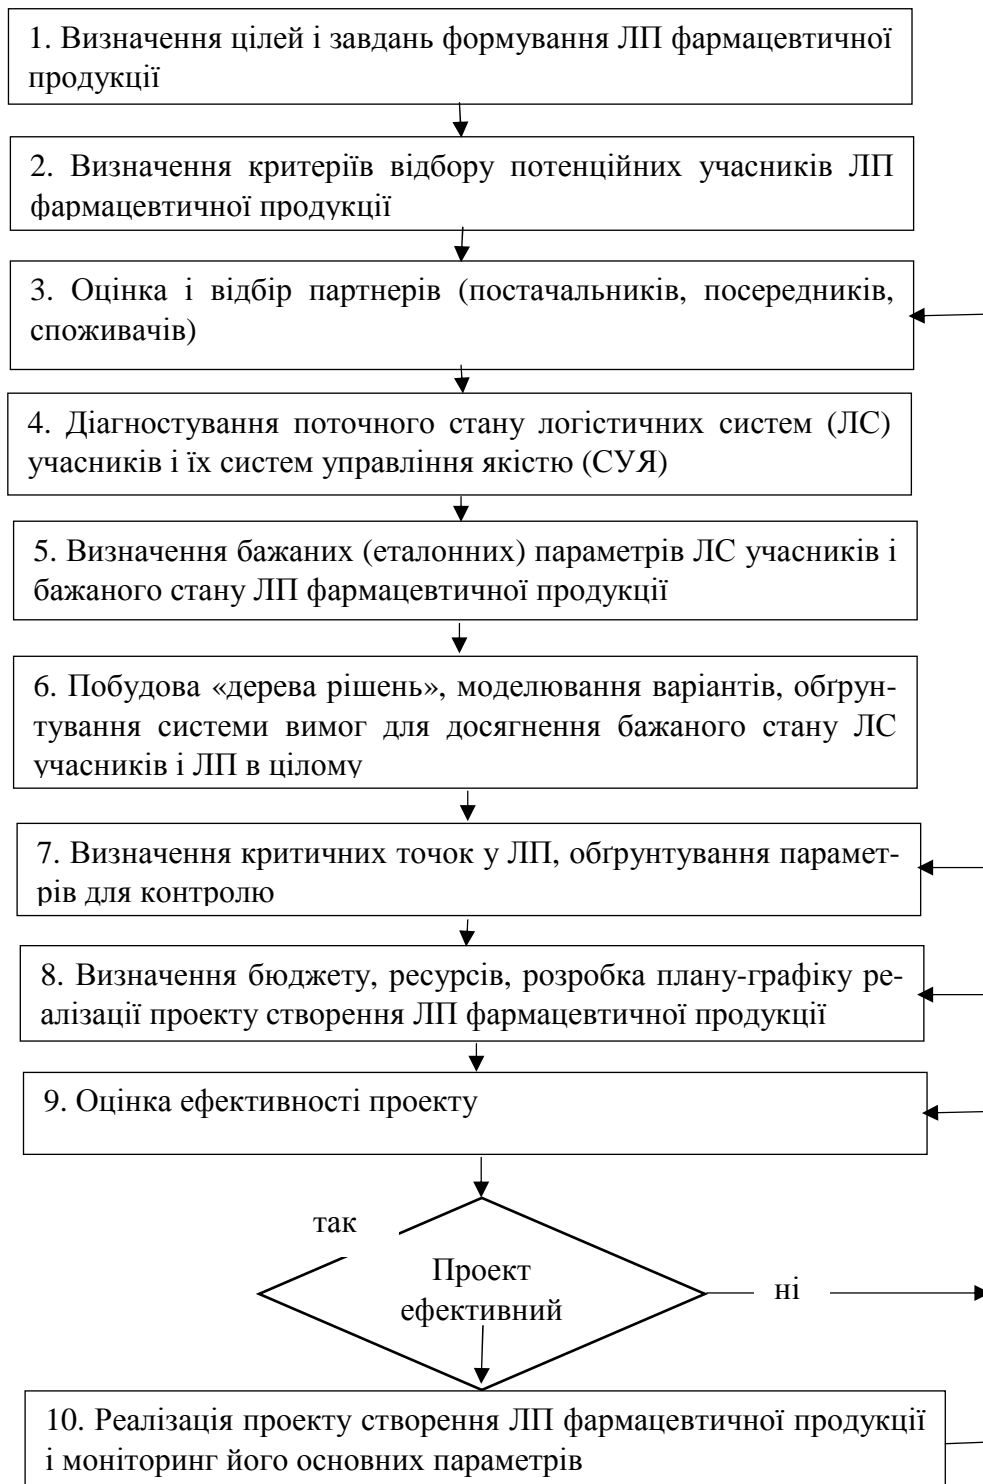 1. Визначення цілей і завдань формування ЛП фармацевтичної
продукції
2. Визначення критеріїв відбору потенційних учасників ЛП
фармацевтичної продукції
3. Оцінка і відбір партнерів (постачальників, посередників,
споживачів)
4. Діагностування поточного стану логістичних систем (ЛС)
учасників і їх систем управління якістю (СУЯ)
5. Визначення бажаних (еталонних) параметрів ЛС учасників і
бажаного стану ЛП фармацевтичної продукції
6. Побудова «дерева рішень», моделювання варіантів, обґрун-
тування системи вимог для досягнення бажаного стану ЛС
учасників і ЛП в цілому
7. Визначення критичних точок у ЛП, обґрунтування парамет-
рів для контролю
8. Визначення бюджету, ресурсів, розробка плану-графіку ре-
алізації проекту створення ЛП фармацевтичної продукції
9. Оцінка ефективності проекту
так
Проект
ефективний
ні
10. Реалізація проекту створення ЛП фармацевтичної продукції
і моніторинг його основних параметрів